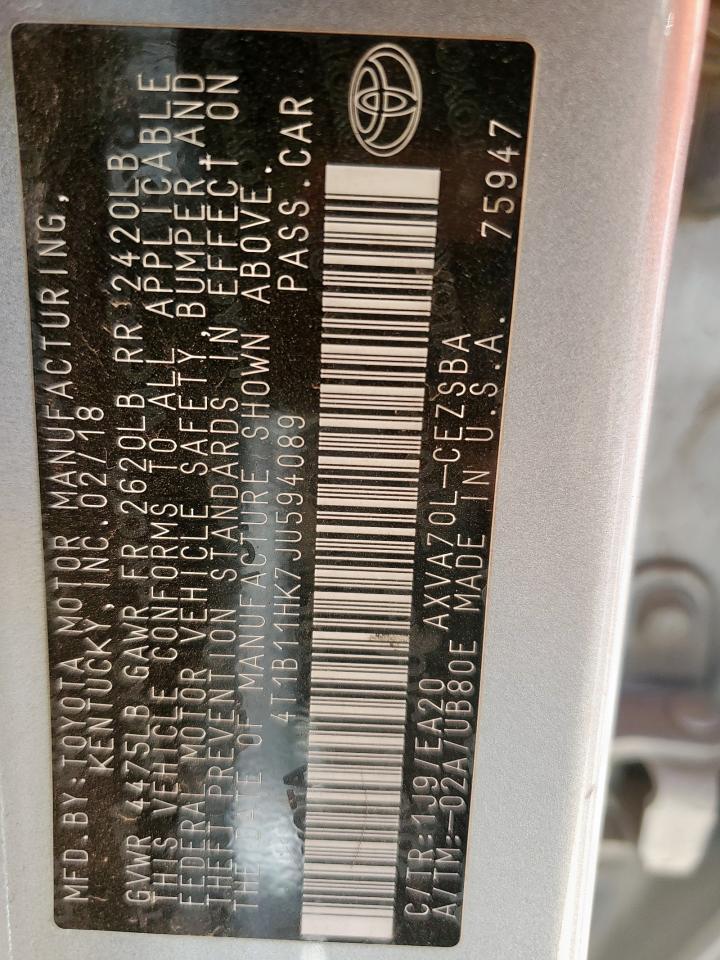 MFD.BY:TOYOTA MOTOR MANUFACTURING,
KENTUCKY, INC.02/18
GVWR 4475LB GAWR FR 2620LB RR 2420LB
THIS VEHICLE CONFORMS TO ALL APPLICABLE
FEDERAL MOTOR VEHICLE SAFETY, BUMPER, AND
THEFT PREVENTION STANDARDS IN EFFECT ON
THE DATE OF MANUFACTURE SHOWN ABOVE.
4T1B11HK7JU594089 PASS.CAR
C/TR:1J9/EA20 AXVA70L-CEZSBA
A/TM:-02A/UB80E MADE IN U.S.A. 75947